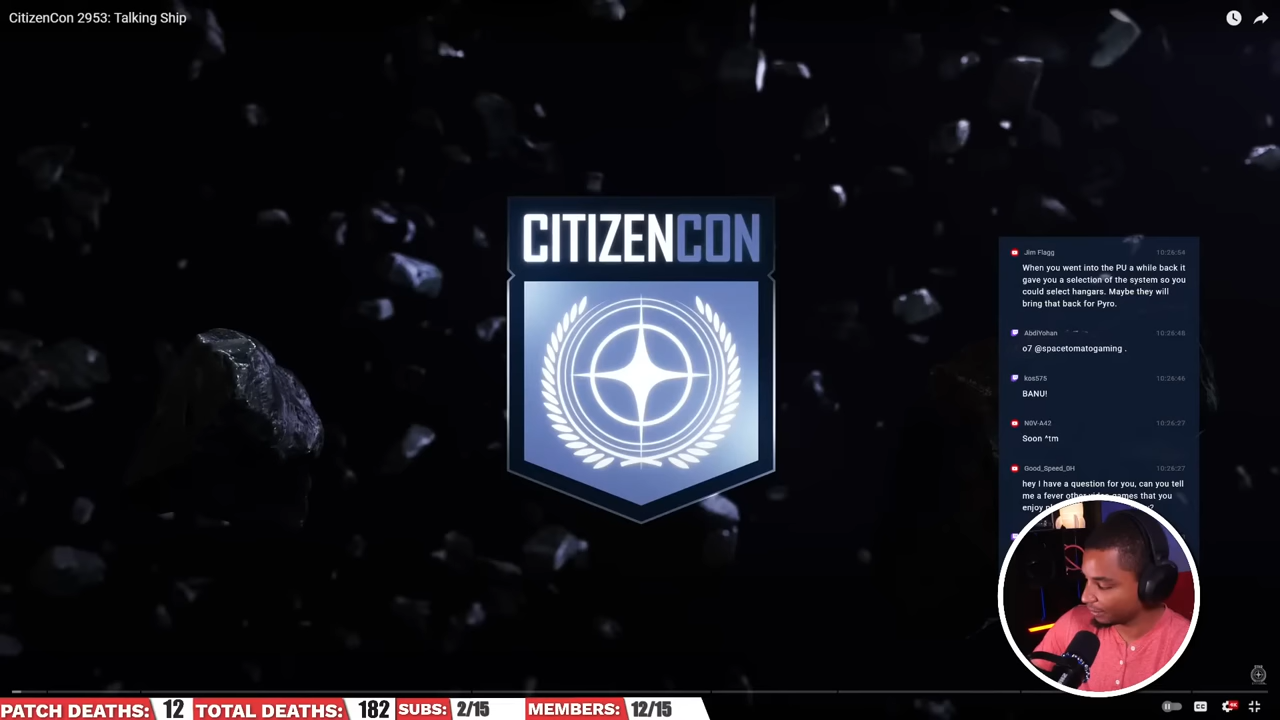 CitizenCon 2953: Talking Ship
CITIZENCON
Jim Flagg 10:26:54
When you went into the PU a while back it
gave you a selection of the system so you
could select hangars. Maybe they will
bring that back for Pyro.
AbdiYohan 10:26:48
o7 @spacetomatogaming .
kos575 10:26:46
BANU!
N0V-A42 10:26:27
Soon ^tm
Good_Speed_0H 10:26:27
hey I have a question for you, can you tell
me a fever other video games that you
enjoy
PATCH DEATHS: 12 TOTAL DEATHS: 182 SUBS: 2/15 MEMBERS: 12/15
CC